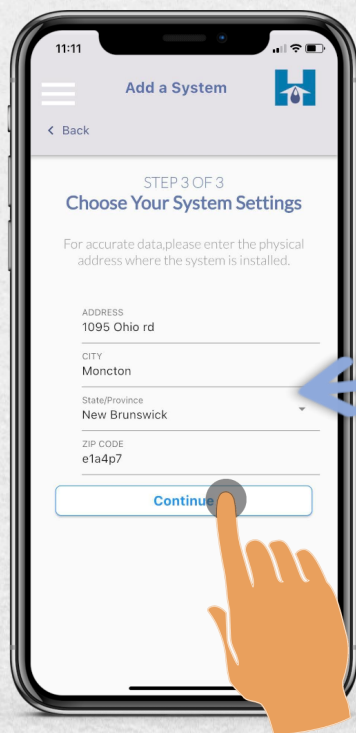 11:11
Add a System
Back
STEP 3 OF 3
Choose Your System Settings
For accurate data,please enter the physical
address where the system is installed.
ADDRESS
1095 Ohio rd
CITY
Moncton
State/Province
New Brunswick
ZIP CODE
e1a4p7
Continue